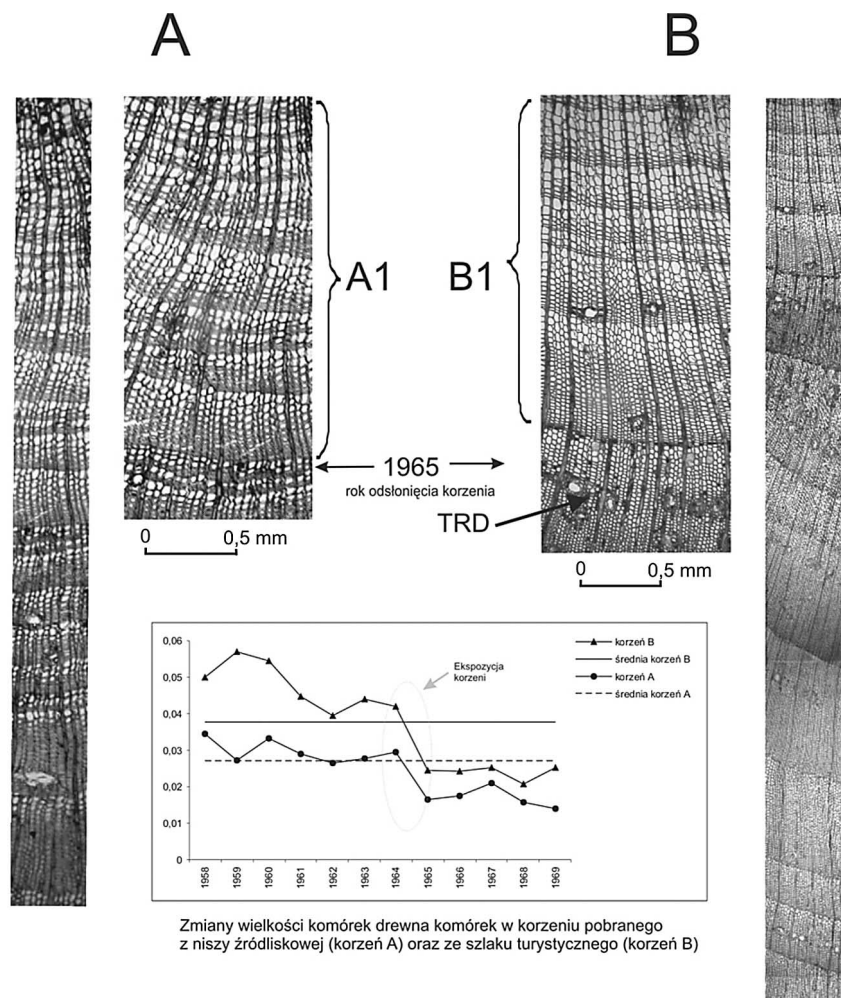 A
B
A1
B1
1965
rok odsłonięcia korzenia
TRD
0 0,5 mm
0 0,5 mm
0,06
0,05
0,04
0,03
0,02
0,01
0
1958 1959 1960 1961 1962 1963 1964 1965 1966 1967 1968 1969
Ekspozycja
korzeni
korzeń B
średnia korzeń B
korzeń A
średnia korzeń A
Zmiany wielkości komórek drewna komórek w korzeniu pobranego
z niszy źródliskowej (korzeń A) oraz ze szlaku turystycznego (korzeń B)